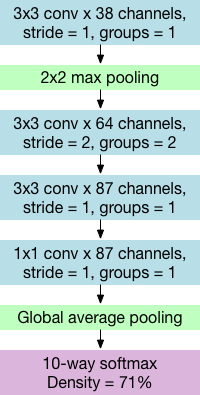 3x3 conv x 38 channels,
stride = 1, groups = 1
2x2 max pooling
3x3 conv x 64 channels,
stride = 2, groups = 2
3x3 conv x 87 channels,
stride = 1, groups = 1
1x1 conv x 87 channels,
stride = 1, groups = 1
Global average pooling
10-way softmax
Density = 71%